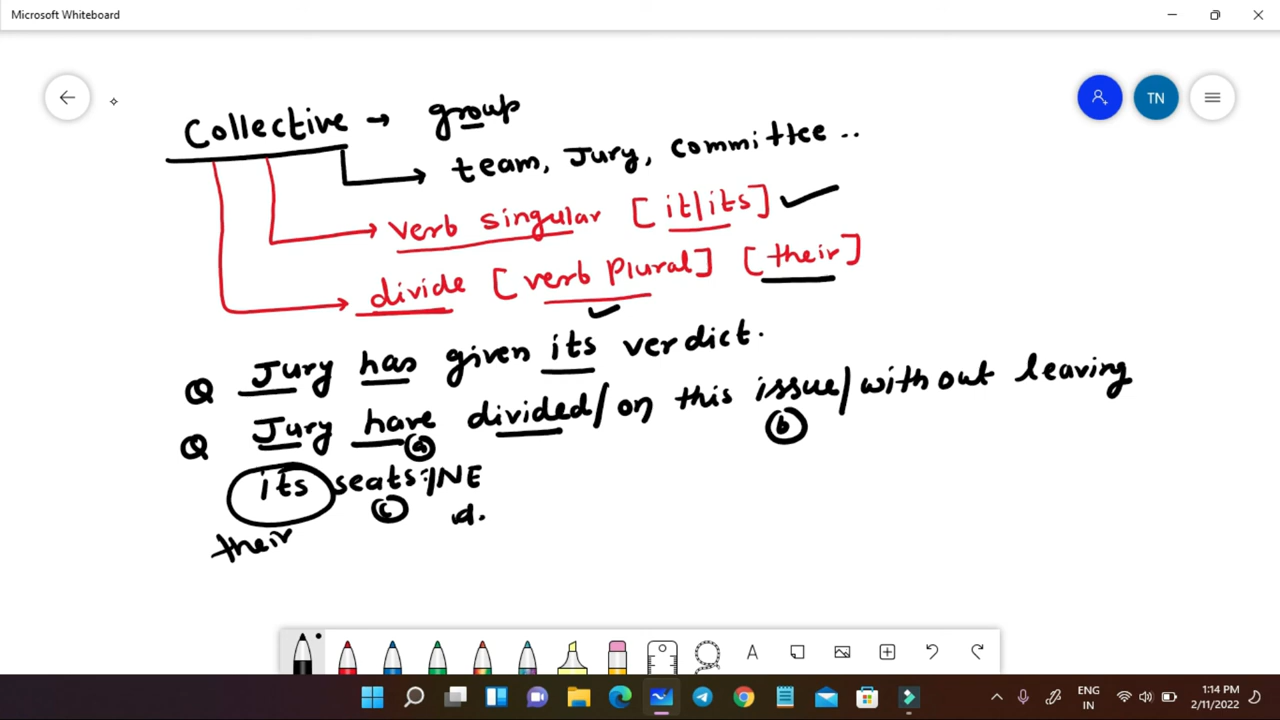 Microsoft Whiteboard
TN
Collective → group
team, Jury, committee ..
verb singular [it/its] ✓
divide [verb Plural] [their]
Q Jury has given its verdict.
Q Jury have divided/on this issue/without leaving
a b
its seats:/NE
c d.
their
A
ENG 1:14 PM
IN 2/11/2022